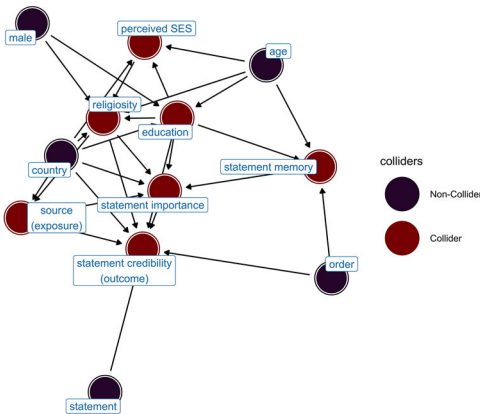 male
perceived SES
age
religiosity
education
country
statement memory
source
(exposure)
statement importance
statement credibility
(outcome)
order
statement
colliders
Non-Collider
Collider